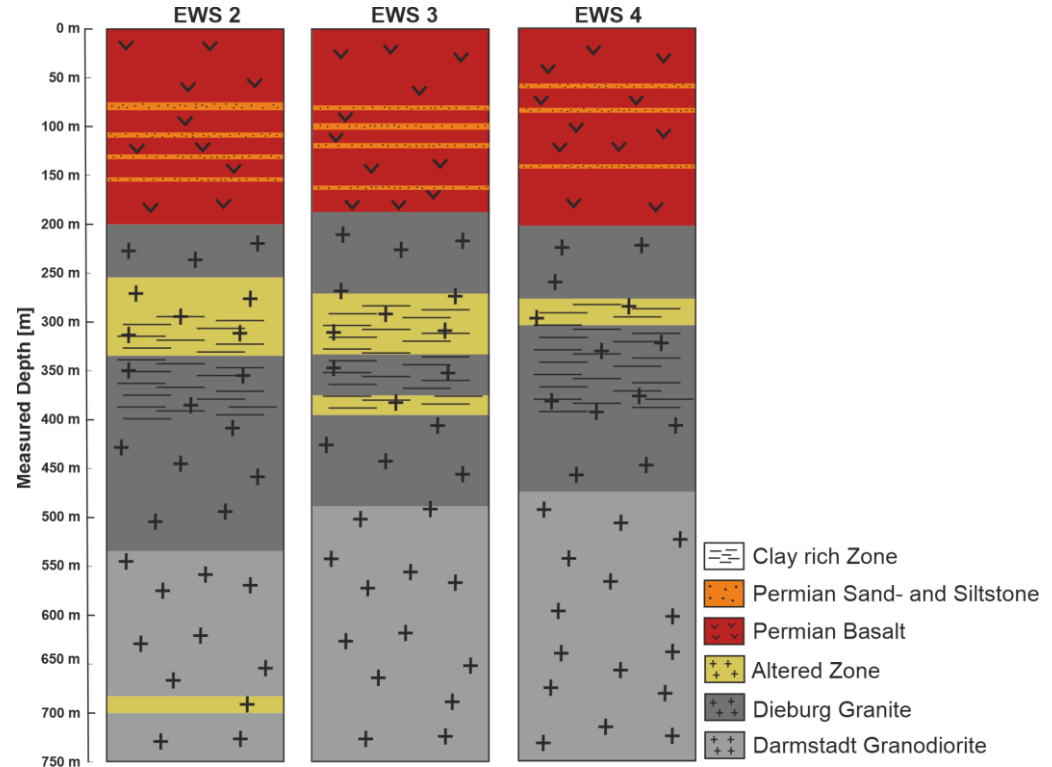 EWS 2
EWS 3
EWS 4
0 m
50 m
100 m
150 m
200 m
250 m
300 m
350 m
400 m
450 m
500 m
550 m
600 m
650 m
700 m
750 m
Measured Depth [m]
Clay rich Zone
Permian Sand- and Siltstone
Permian Basalt
Altered Zone
Dieburg Granite
Darmstadt Granodiorite